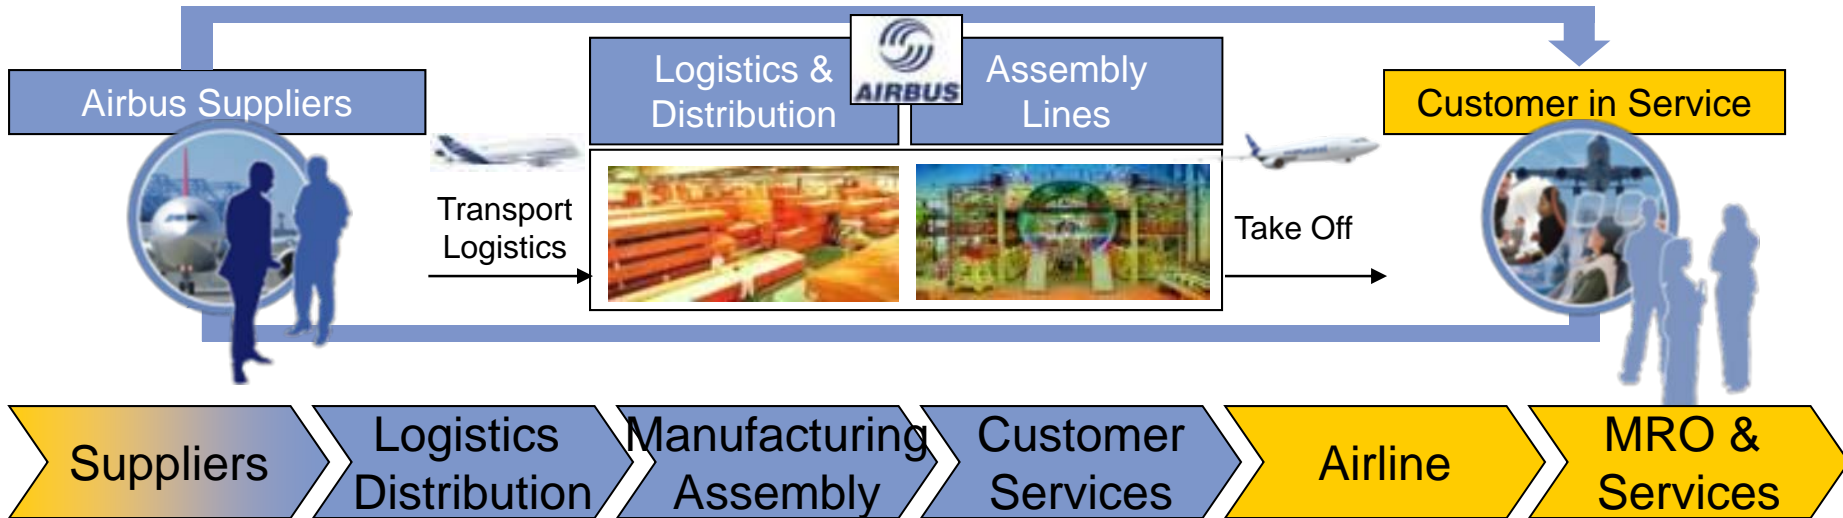 Airbus Suppliers
Logistics &
Distribution
AIRBUS
Assembly
Lines
Customer in Service
Transport
Logistics
Take Off
Suppliers
Logistics
Distribution
Manufacturing
Assembly
Customer
Services
Airline
MRO &
Services